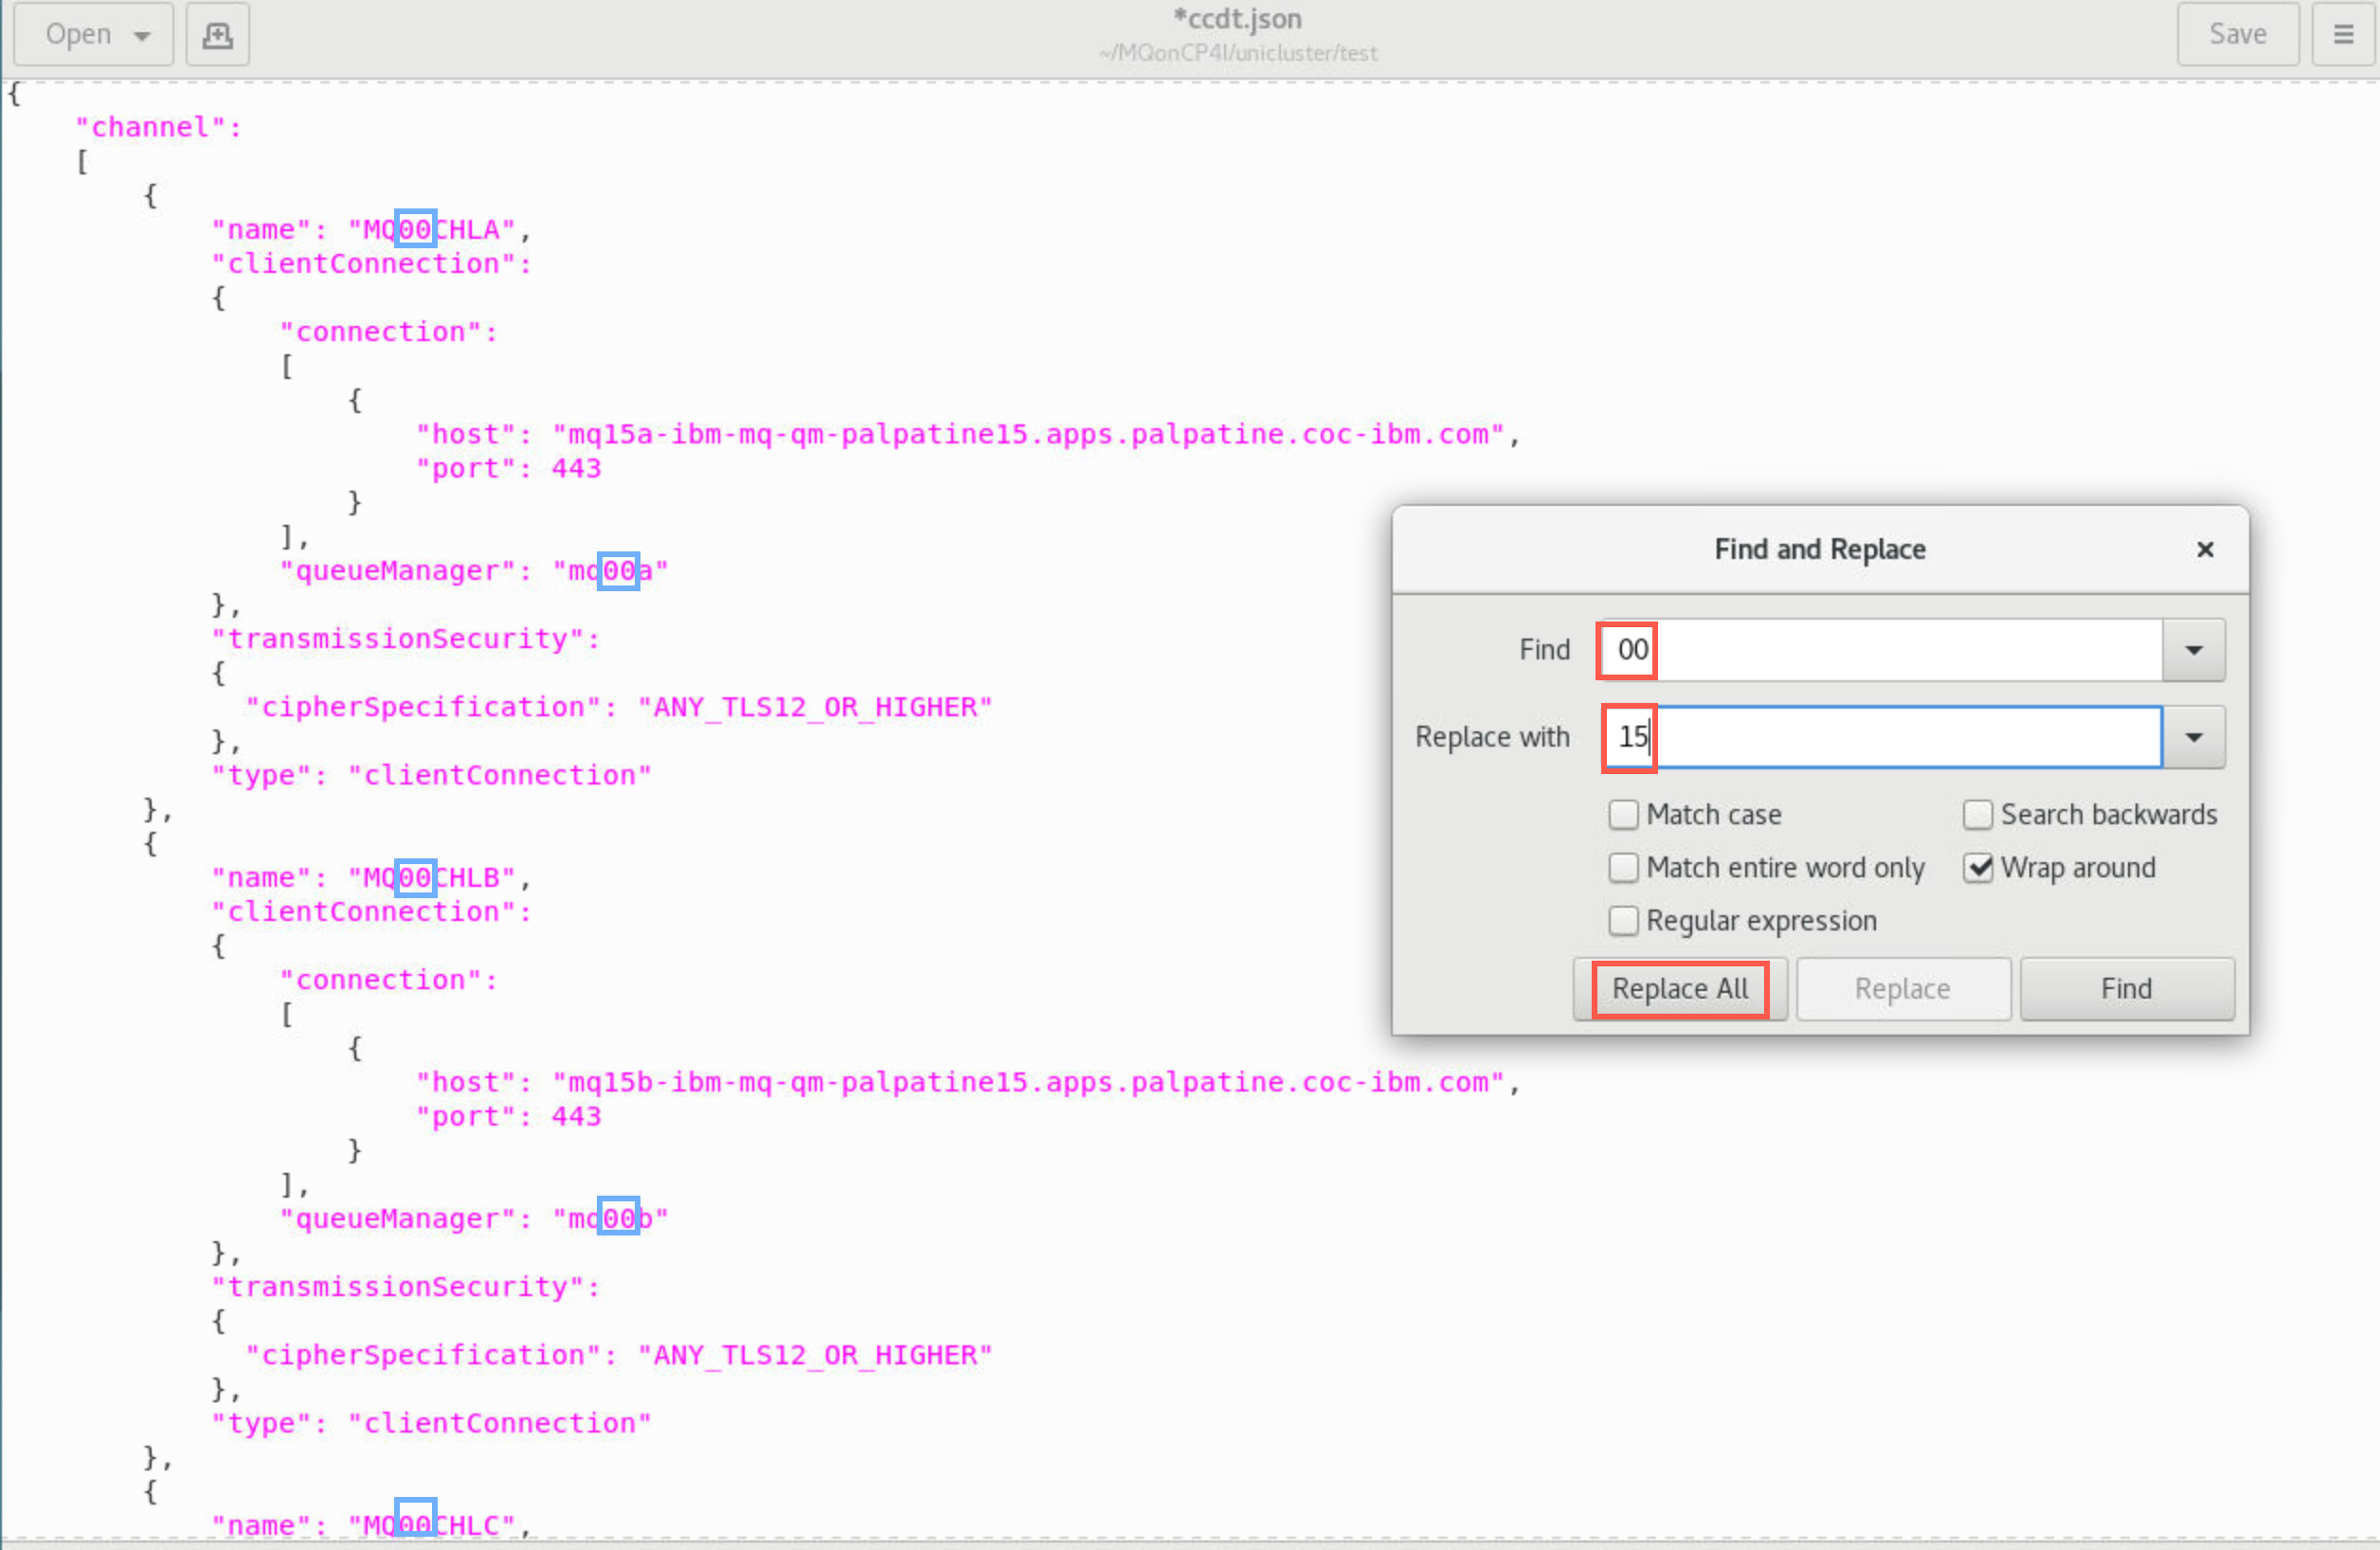 Open
*ccdt.json
~/MQonCP4I/unicluster/test
Save
{
"channel":
[
{
"name": "MQ00CHLA",
"clientConnection":
{
"connection":
[
{
"host": "mq15a-ibm-mq-qm-palpatine15.apps.palpatine.coc-ibm.com",
"port": 443
}
],
"queueManager": "mq00a"
},
"transmissionSecurity":
{
"cipherSpecification": "ANY_TLS12_OR_HIGHER"
},
"type": "clientConnection"
},
{
"name": "MQ00CHLB",
"clientConnection":
{
"connection":
[
{
"host": "mq15b-ibm-mq-qm-palpatine15.apps.palpatine.coc-ibm.com",
"port": 443
}
],
"queueManager": "mq00b"
},
"transmissionSecurity":
{
"cipherSpecification": "ANY_TLS12_OR_HIGHER"
},
"type": "clientConnection"
},
{
"name": "MQ00CHLC",
Find and Replace
Find 00
Replace with 15
Match case Search backwards
Match entire word only Wrap around
Regular expression
Replace All Replace Find